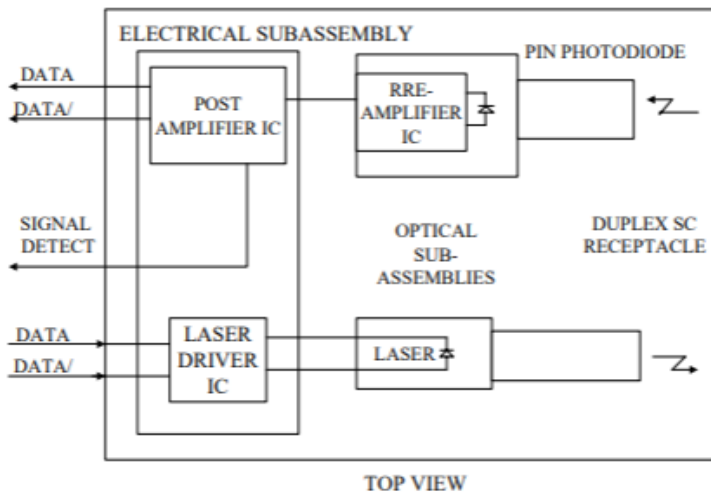 ELECTRICAL SUBASSEMBLY
DATA
DATA/
POST
AMPLIFIER IC
RRE-
AMPLIFIER
IC
PIN PHOTODIODE
SIGNAL
DETECT
OPTICAL
SUB-
ASSEMBLIES
DUPLEX SC
RECEPTACLE
DATA
DATA/
LASER
DRIVER
IC
LASER
TOP VIEW